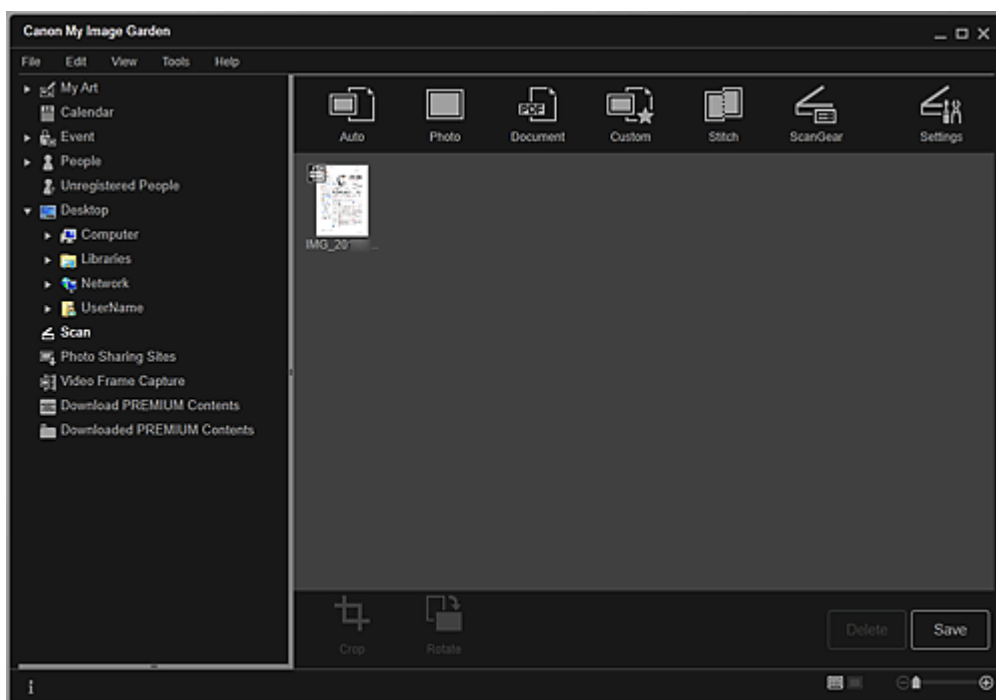 Canon My Image Garden
File Edit View Tools Help
My Art
Calendar
Event
People
Unregistered People
Desktop
Computer
Libraries
Network
UserName
Scan
Photo Sharing Sites
Video Frame Capture
Download PREMIUM Contents
Downloaded PREMIUM Contents
Auto Photo PDF Document Custom Stitch ScanGear Settings
IMG_20 ...
Crop Rotate
Delete Save